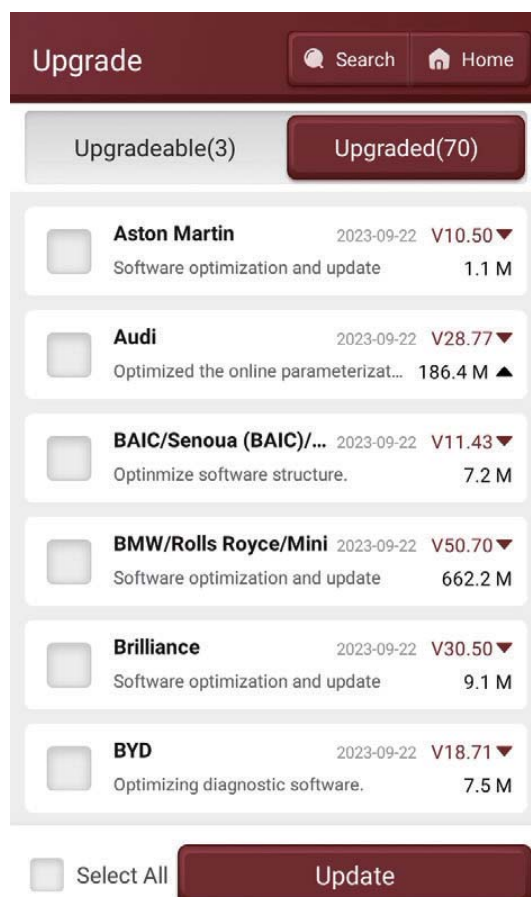 Upgrade
Search
Home
Upgradeable(3)
Upgraded(70)
Aston Martin 2023-09-22 V10.50
Software optimization and update 1.1 M
Audi 2023-09-22 V28.77
Optimized the online parameterizat... 186.4 M
BAIC/Senoua (BAIC)/... 2023-09-22 V11.43
Optinmize software structure. 7.2 M
BMW/Rolls Royce/Mini 2023-09-22 V50.70
Software optimization and update 662.2 M
Brilliance 2023-09-22 V30.50
Software optimization and update 9.1 M
BYD 2023-09-22 V18.71
Optimizing diagnostic software. 7.5 M
Select All
Update